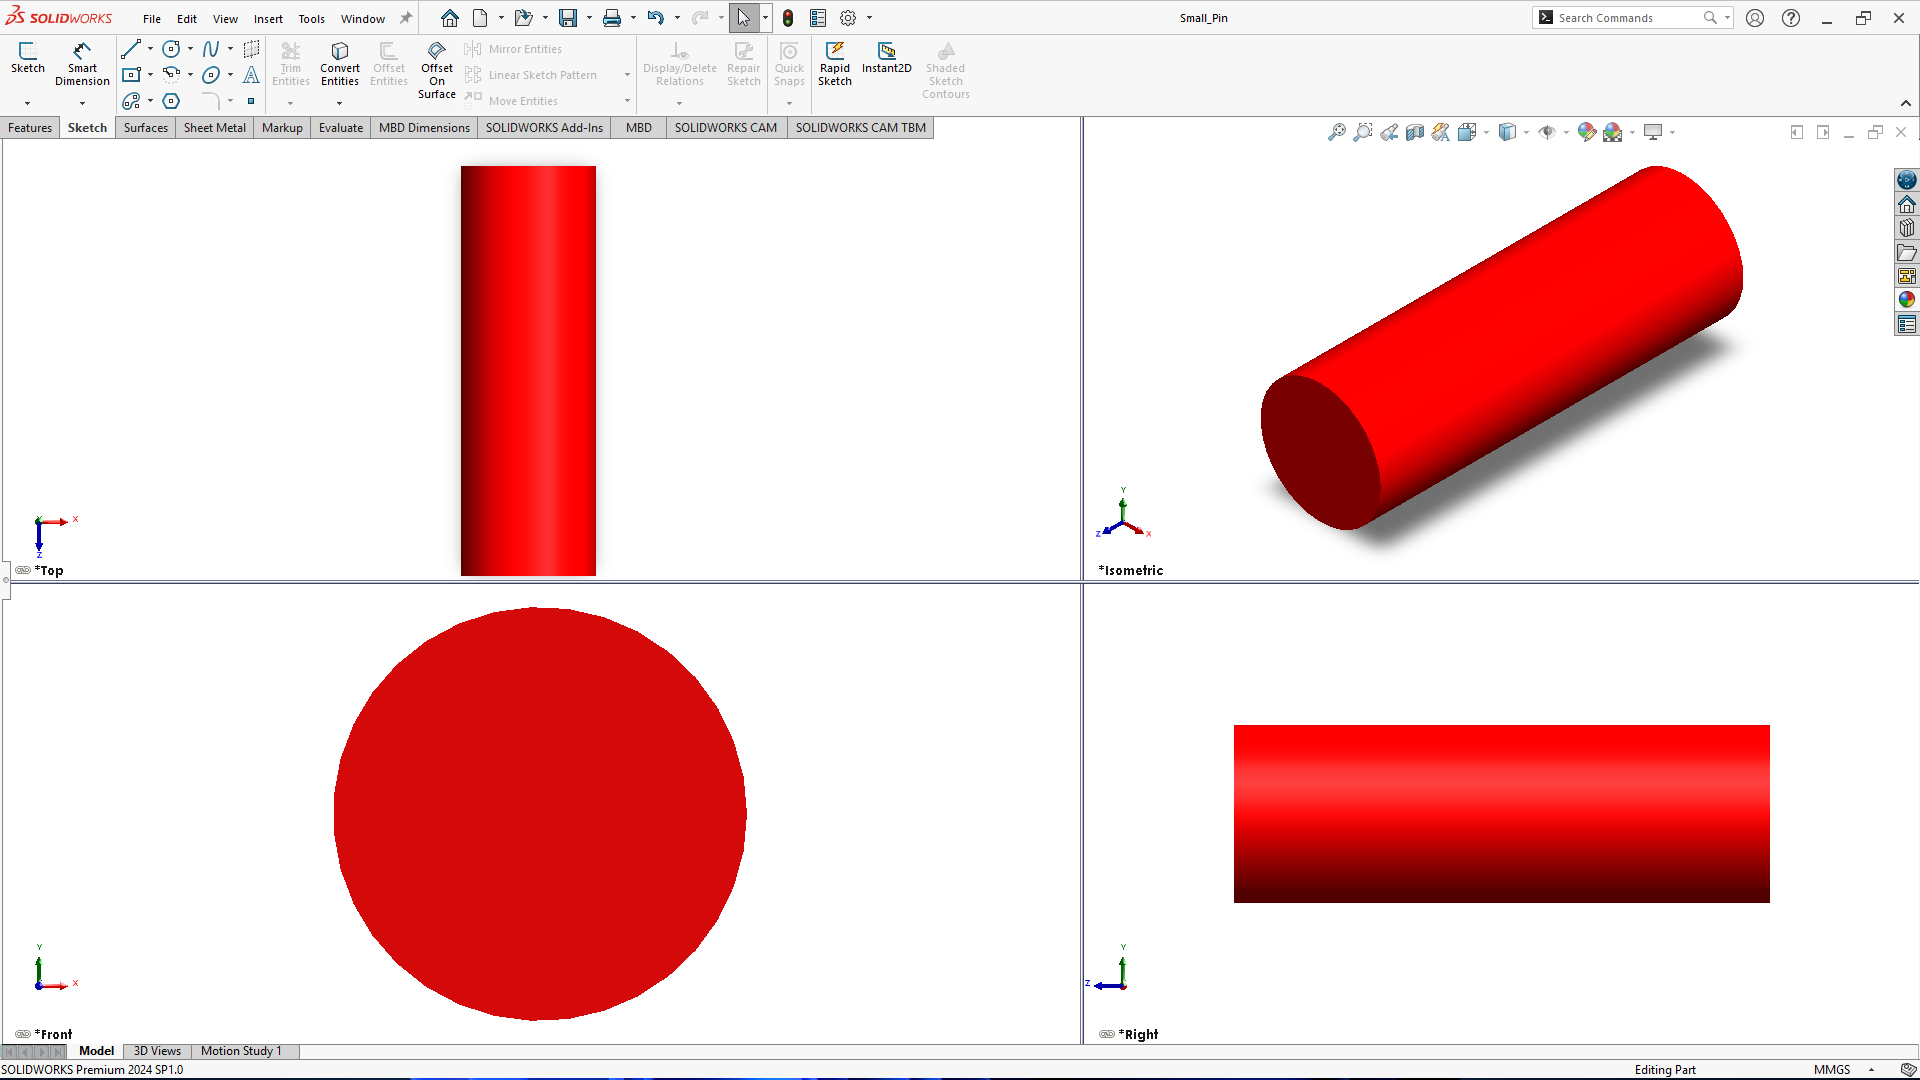 SOLIDWORKS File Edit View Insert Tools Window Small_Pin Search Commands
Sketch Smart Dimension Trim Entities Convert Entities Offset Entities Offset On Surface Mirror Entities Linear Sketch Pattern Move Entities Display/Delete Relations Repair Sketch Quick Snaps Rapid Sketch Instant2D Shaded Sketch Contours
Features Sketch Surfaces Sheet Metal Markup Evaluate MBD Dimensions SOLIDWORKS Add-Ins MBD SOLIDWORKS CAM SOLIDWORKS CAM TBM
Y X
Z
*Top
Y
Z X
*Isometric
Y
X
*Front
Y
Z
*Right
Model 3D Views Motion Study 1
SOLIDWORKS Premium 2024 SP1.0 Editing Part MMGS